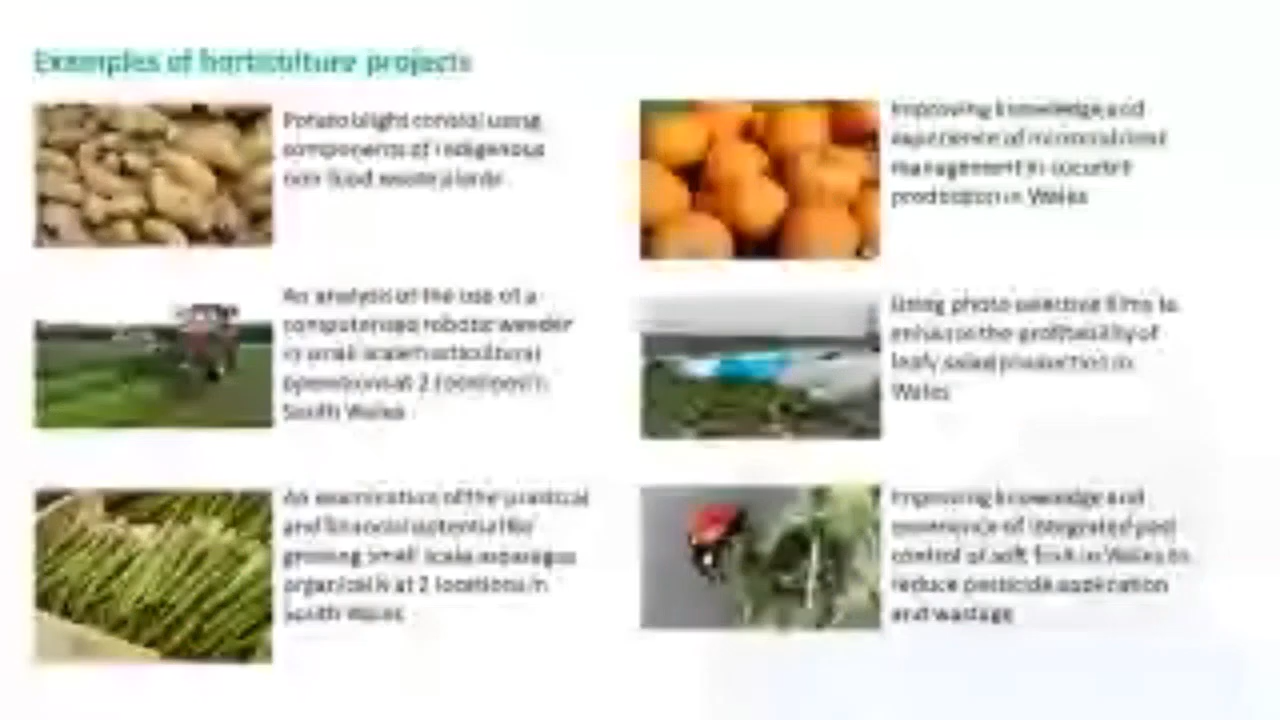 Examples of horticulture projects
Potato blight control using
components of indigenous
non-food waste plants
An analysis of the use of a
computerised robotic weeder
in small scale horticultural
operations at 2 locations in
South Wales
An examination of the practical
and financial potential for
growing small scale asparagus
organically at 2 locations in
South Wales
Improving knowledge and
experience of micronutrient
management in
production in Wales
Using photo selective films to
enhance the profitability of
leafy salad production in
Wales
Improving knowledge and
experience of integrated pest
control of soft fruit in Wales to
reduce pesticide application
and wastage